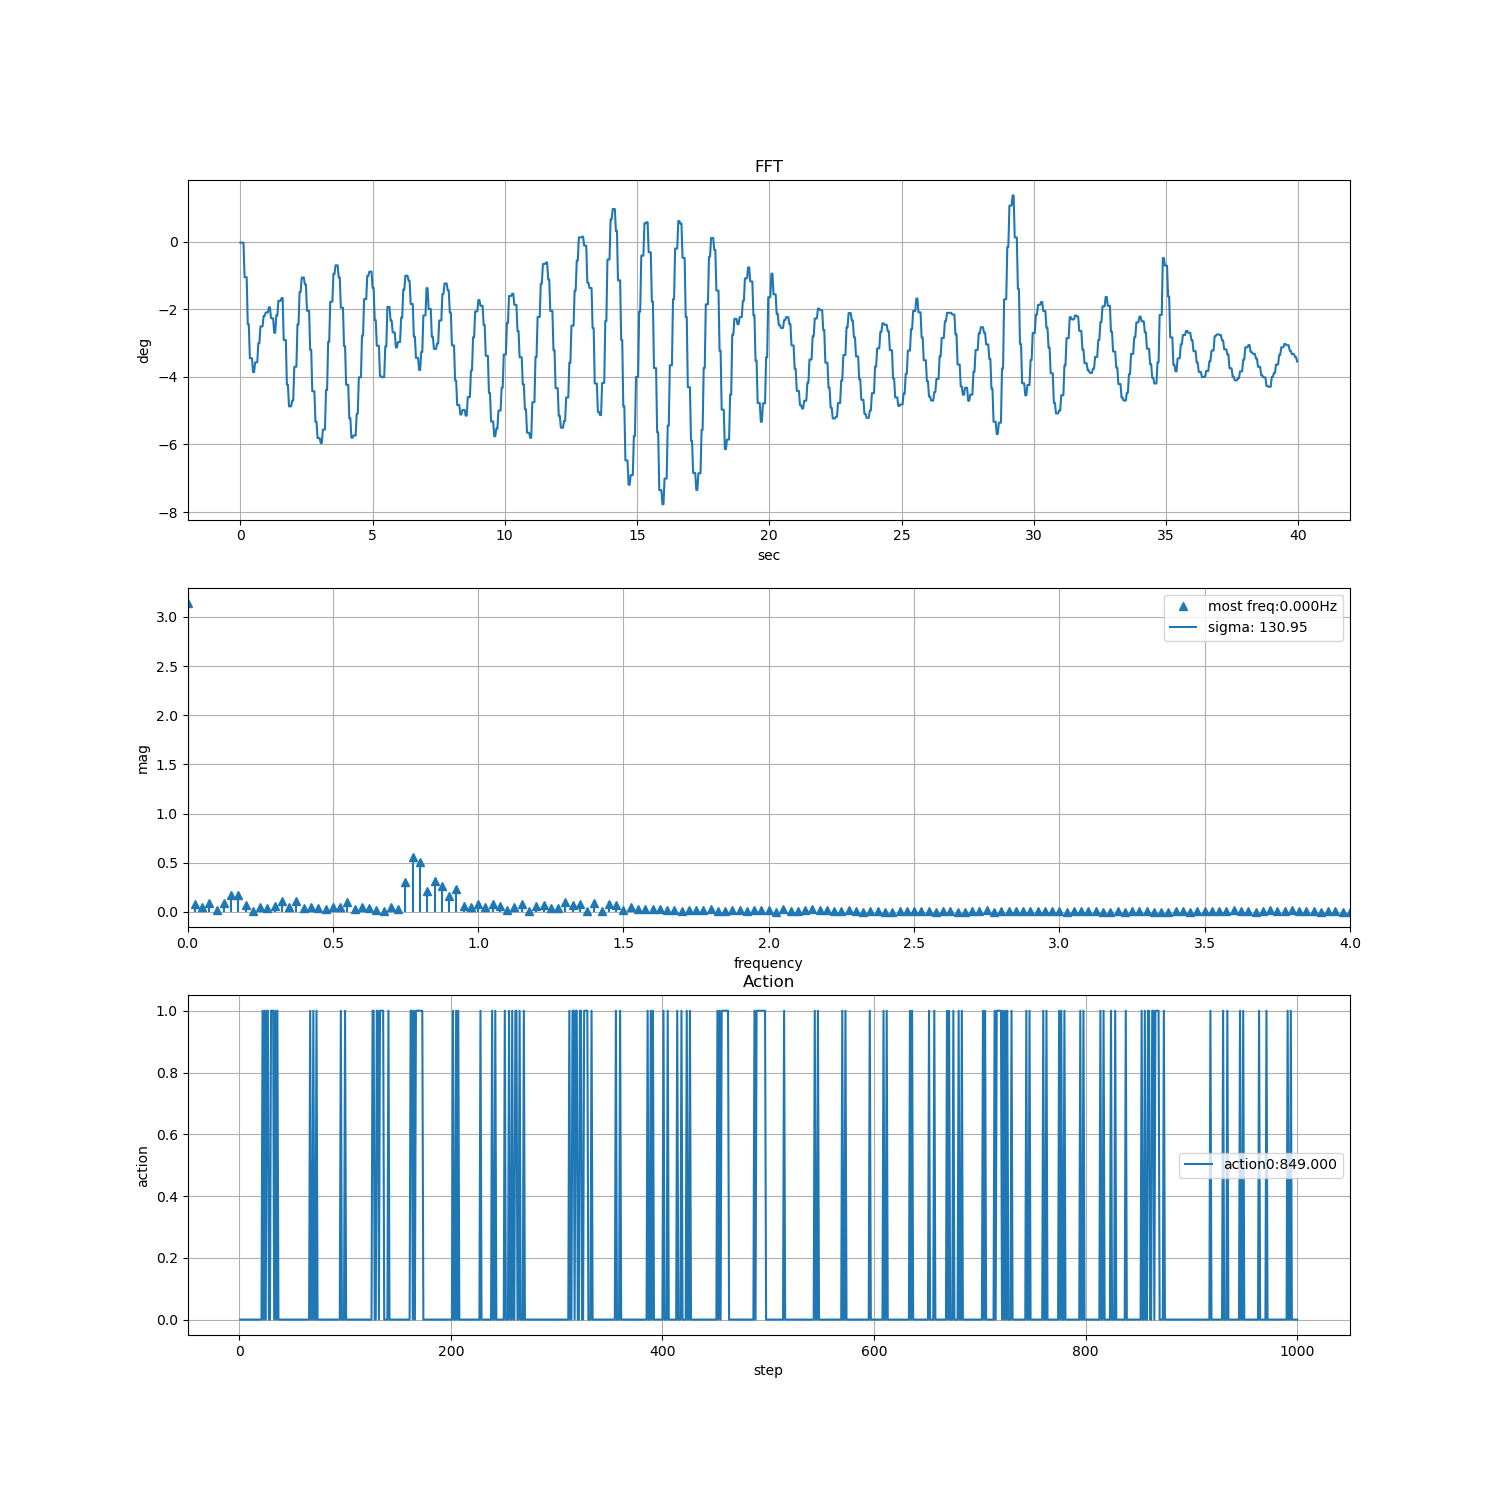 FFT
0
−2
−4
−6
−8
deg
0 5 10 15 20 25 30 35 40
sec
3.0
2.5
2.0
1.5
1.0
0.5
0.0
mag
most freq:0.000Hz
sigma: 130.95
0.0 0.5 1.0 1.5 2.0 2.5 3.0 3.5 4.0
frequency
Action
1.0
0.8
0.6
0.4
0.2
0.0
action
action0:849.000
0 200 400 600 800 1000
step